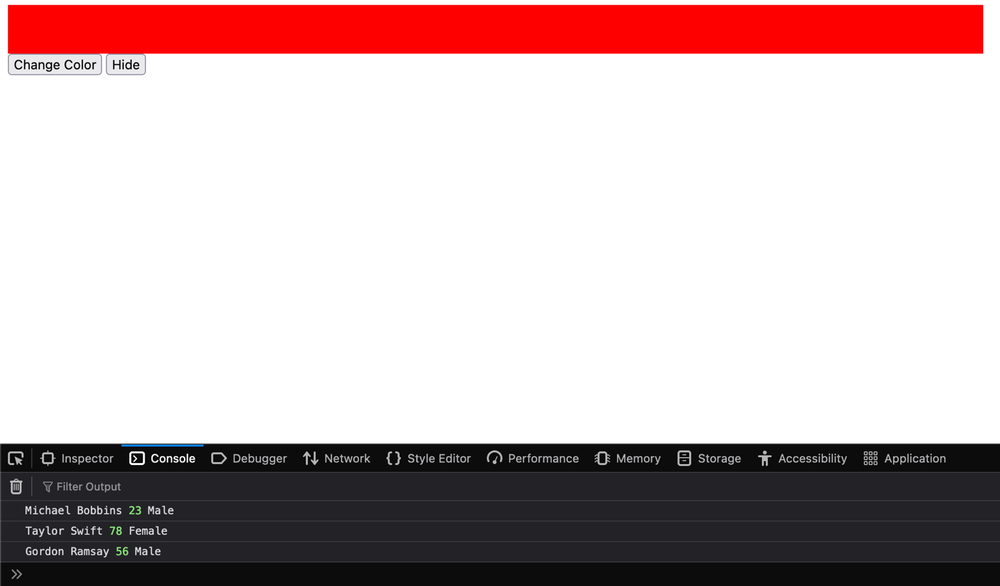 Change Color Hide
Inspector Console Debugger Network Style Editor Performance Memory Storage Accessibility Application
Filter Output
Michael Bobbins 23 Male
Taylor Swift 78 Female
Gordon Ramsay 56 Male